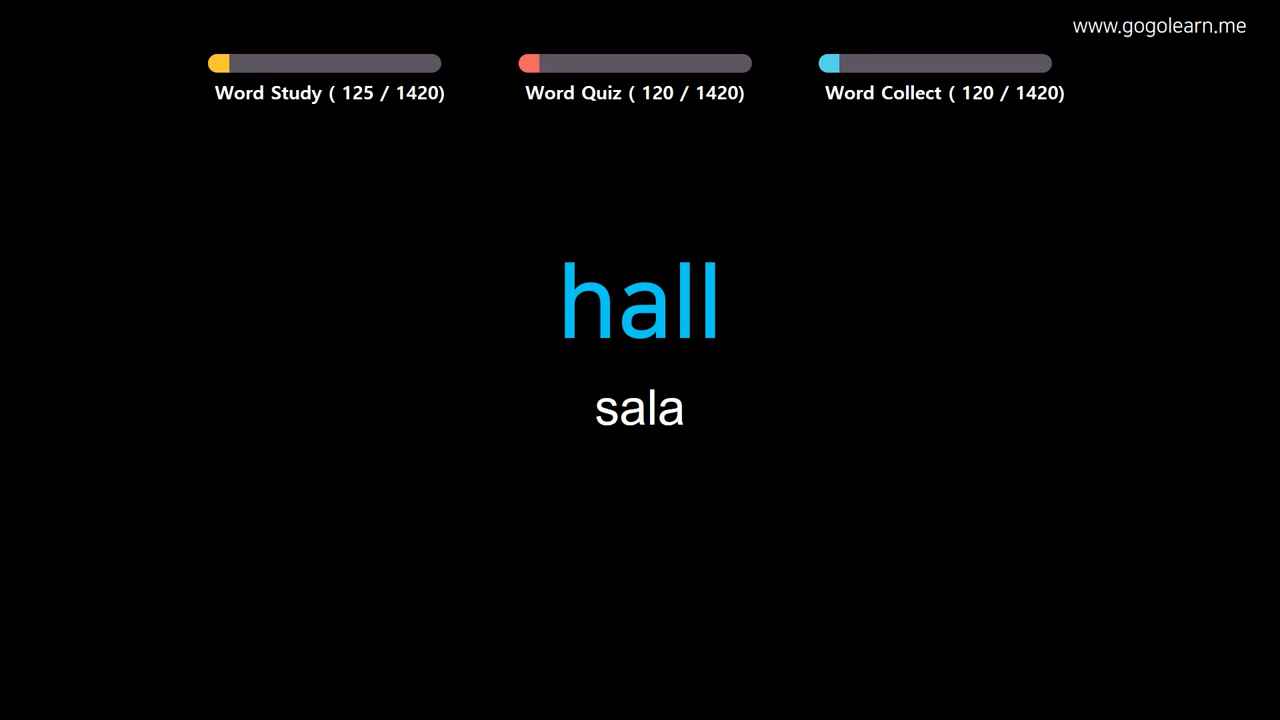 www.gogolearn.me
Word Study ( 125 / 1420)
Word Quiz ( 120 / 1420)
Word Collect ( 120 / 1420)
hall
sala